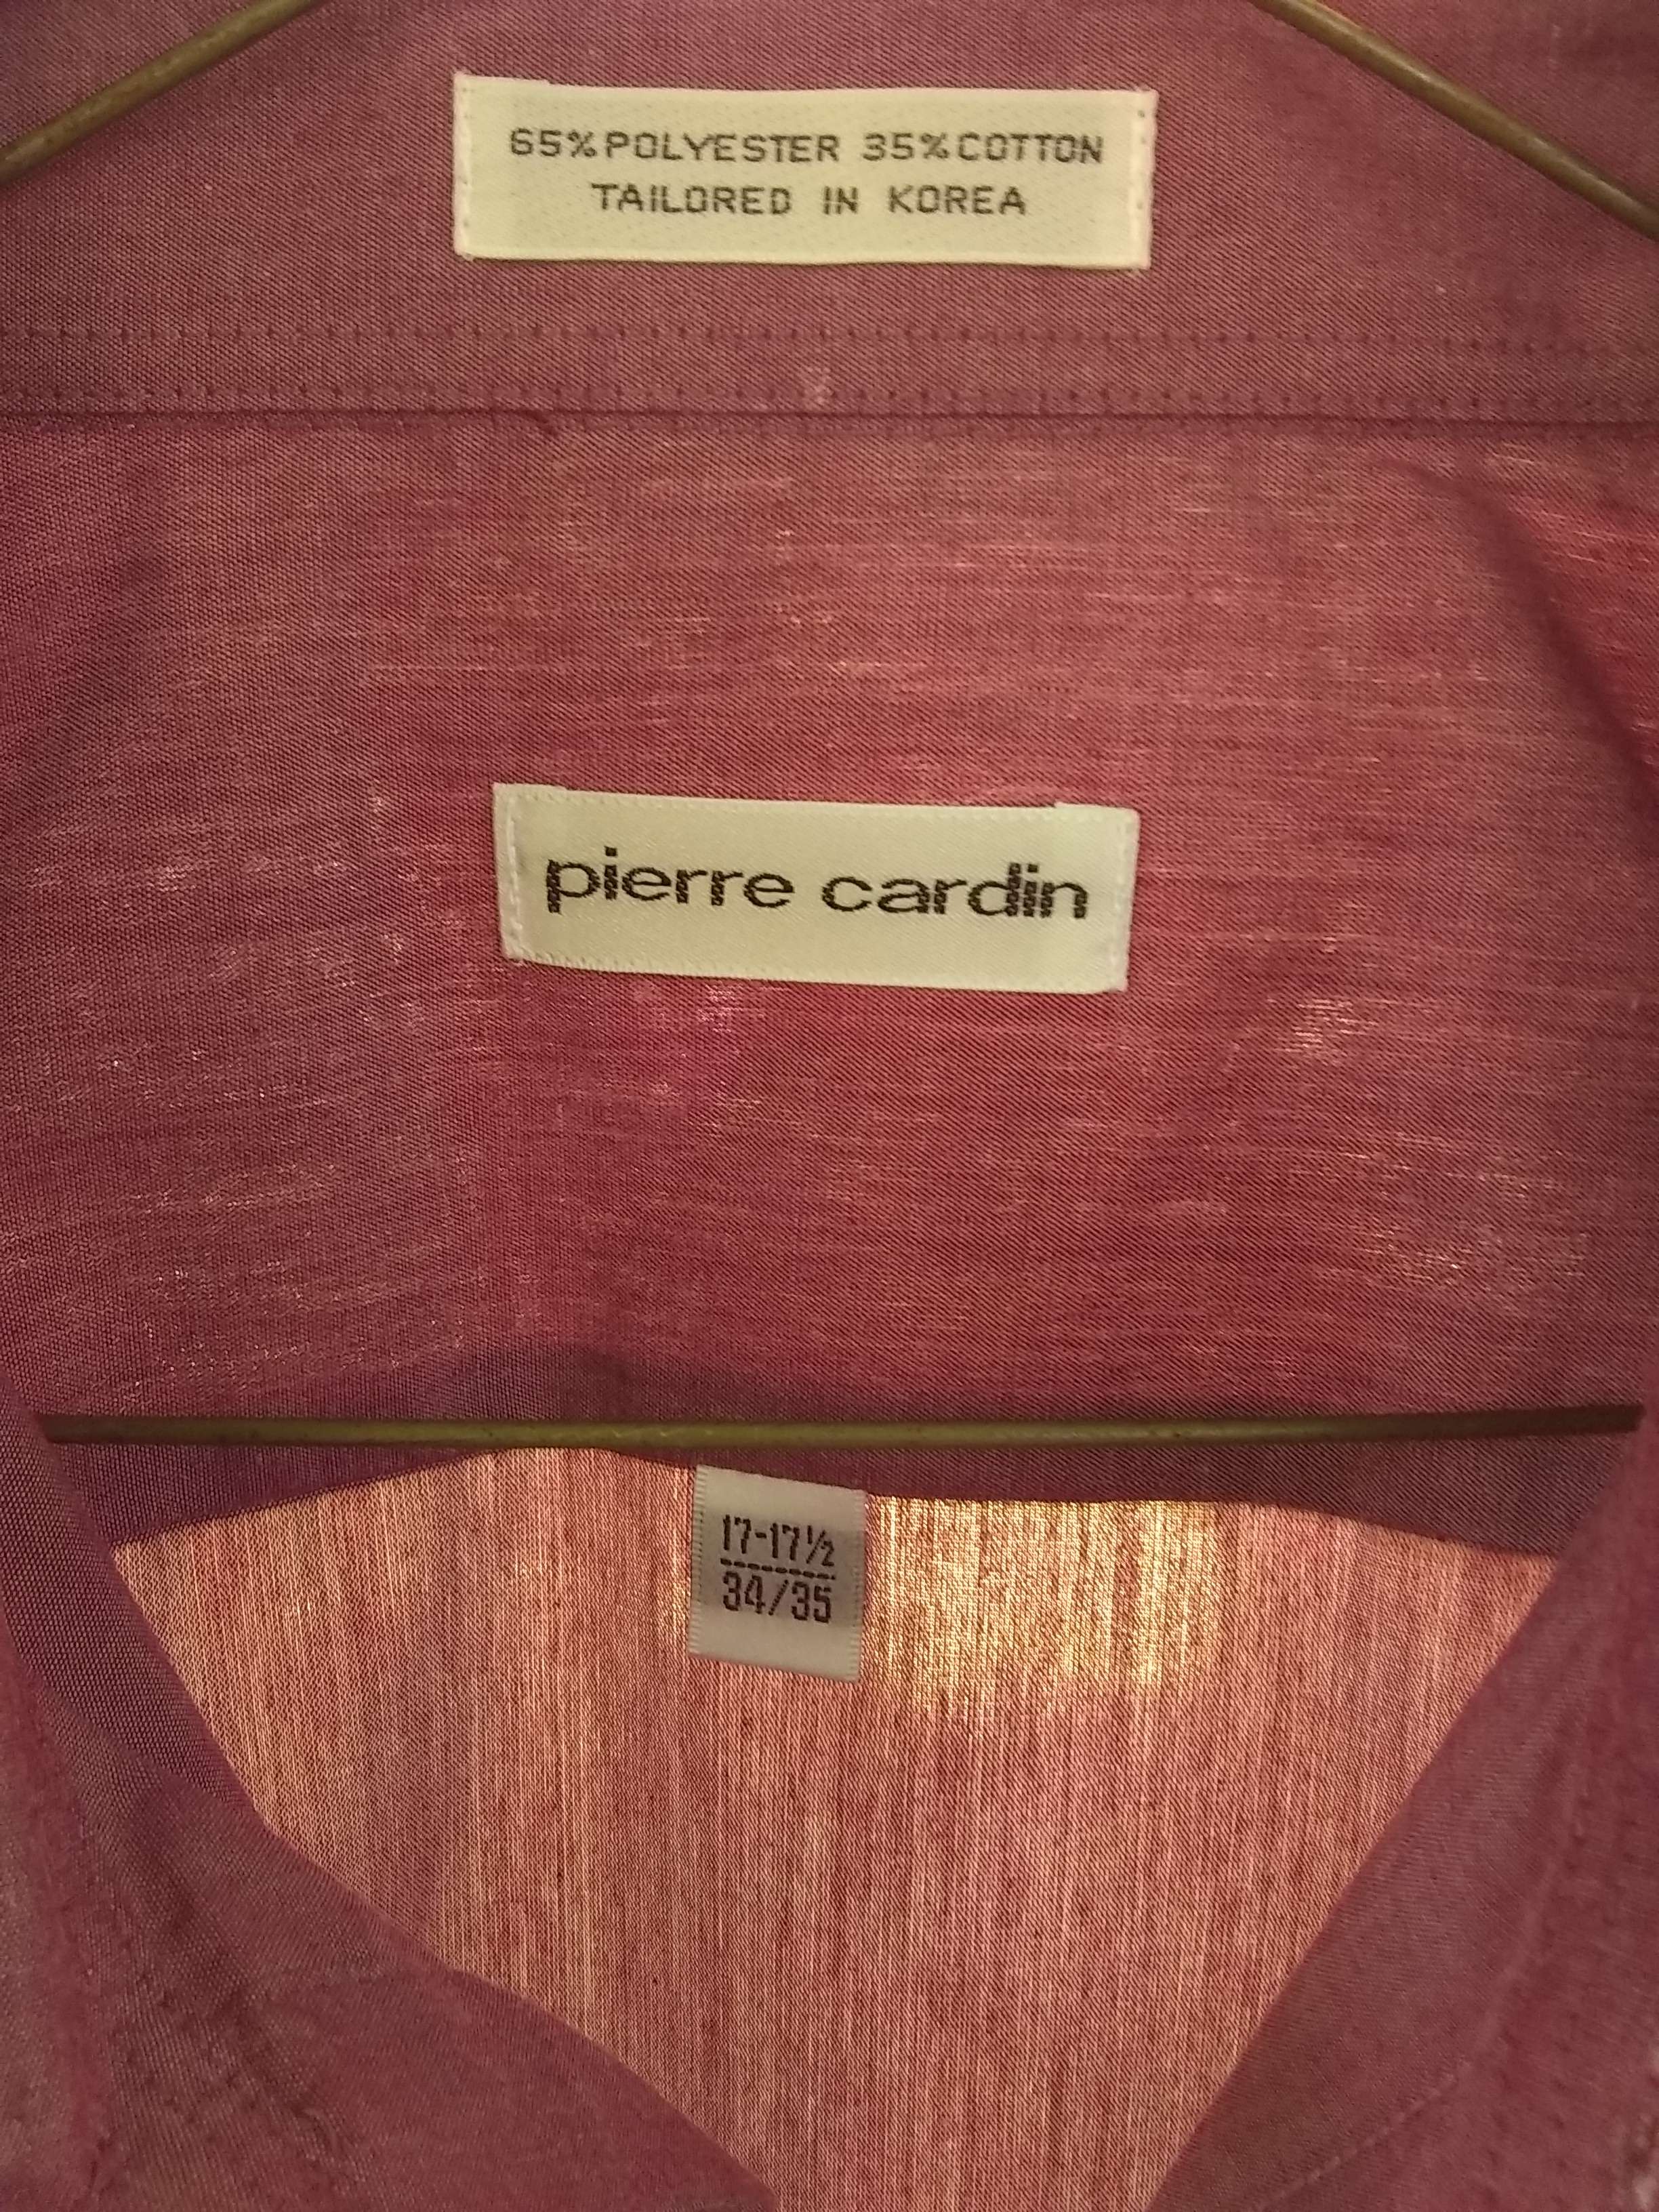 65% POLYESTER 35% COTTON
TAILORED IN KOREA
pierre cardin
17-17½
34/35